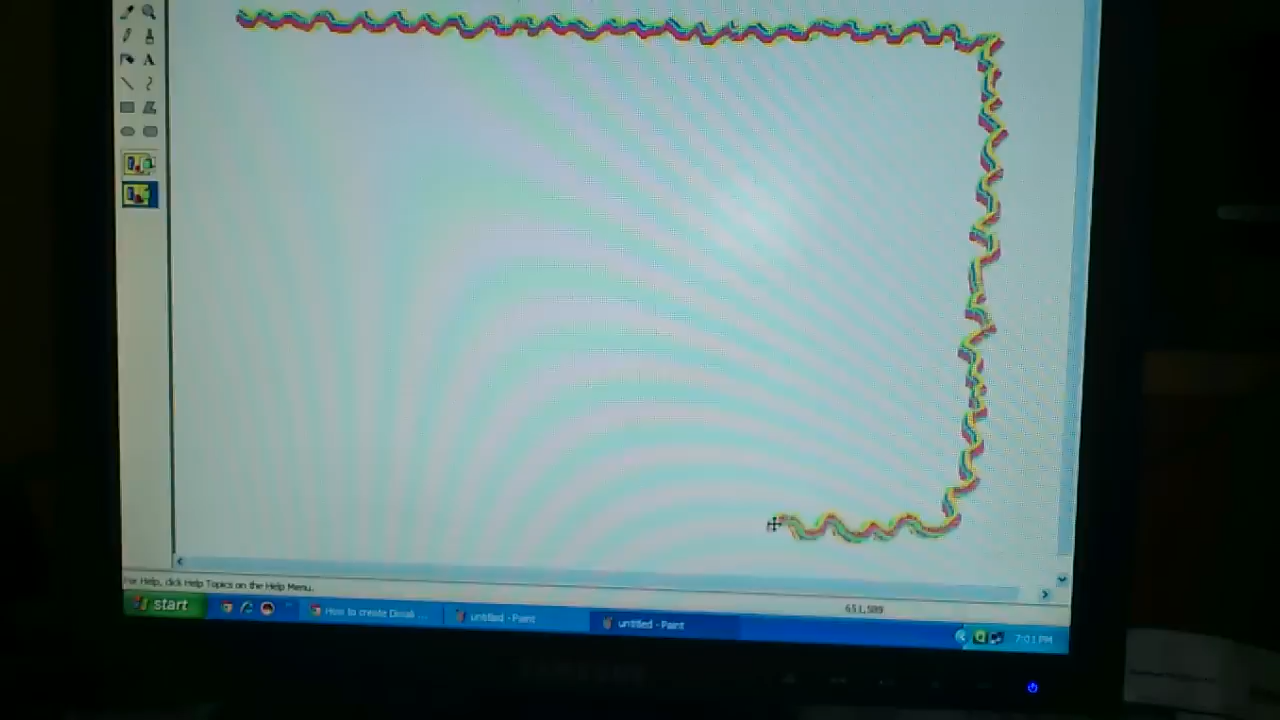 A
For Help, click Help Topics on the Help Menu.
651,589
start
How to create Diwali ...
untitled - Paint
untitled - Paint
7:01 PM